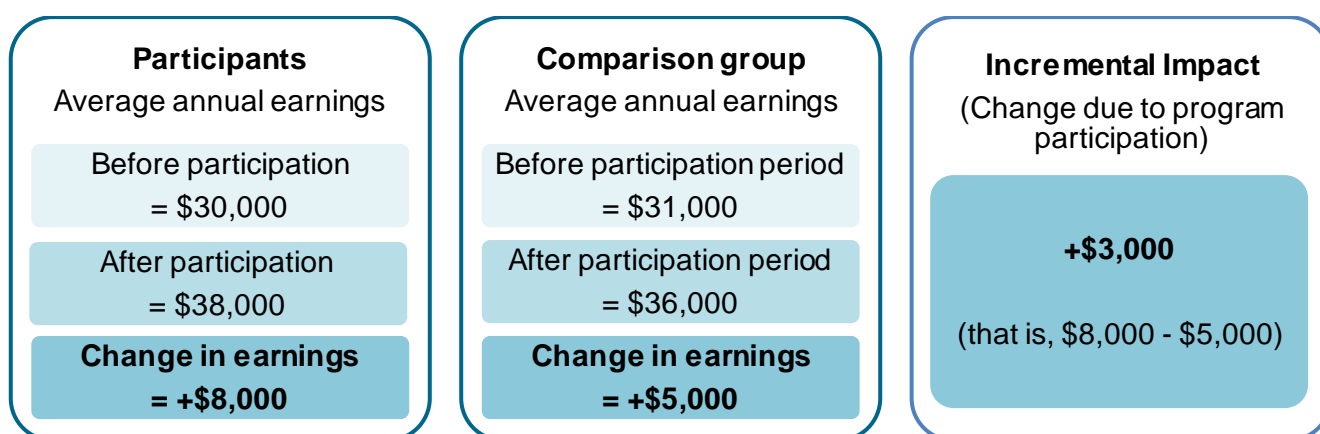 Participants
Average annual earnings
Before participation
= $30,000
After participation
= $38,000
Change in earnings
= +$8,000
Comparison group
Average annual earnings
Before participation period
= $31,000
After participation period
= $36,000
Change in earnings
= +$5,000
Incremental Impact
(Change due to program
participation)
+$3,000
(that is, $8,000 - $5,000)